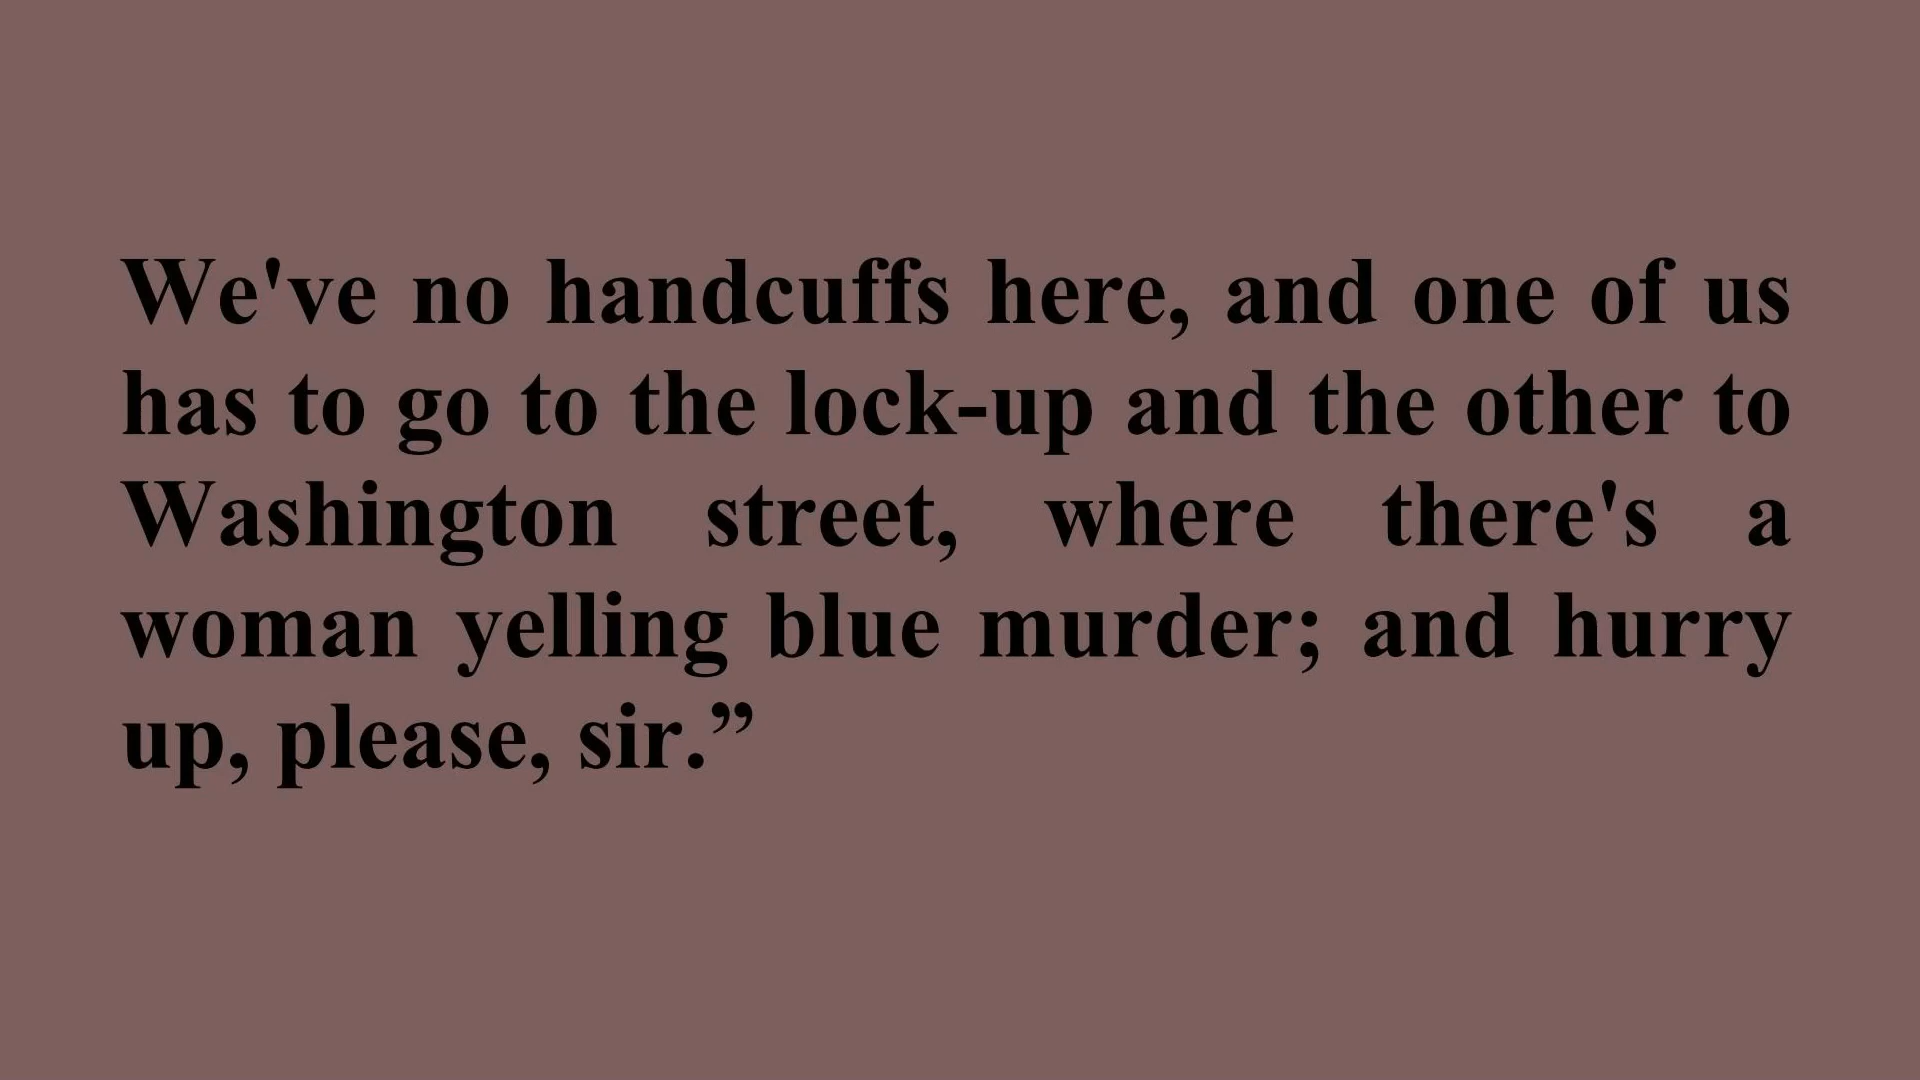 We've no handcuffs here, and one of us
has to go to the lock-up and the other to
Washington street, where there's a
woman yelling blue murder; and hurry
up, please, sir.”